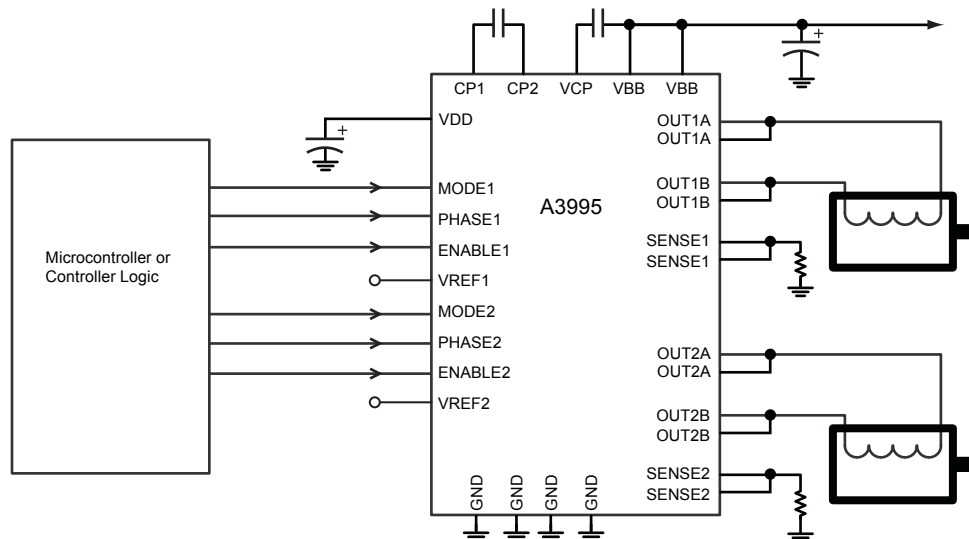 +
CP1 CP2 VCP VBB VBB
+
VDD
OUT1A
OUT1A
MODE1
OUT1B
PHASE1
OUT1B
A3995
ENABLE1
SENSE1
SENSE1
Microcontroller or
Controller Logic
VREF1
MODE2
PHASE2
OUT2A
OUT2A
ENABLE2
VREF2
OUT2B
OUT2B
SENSE2
SENSE2
GND GND GND GND